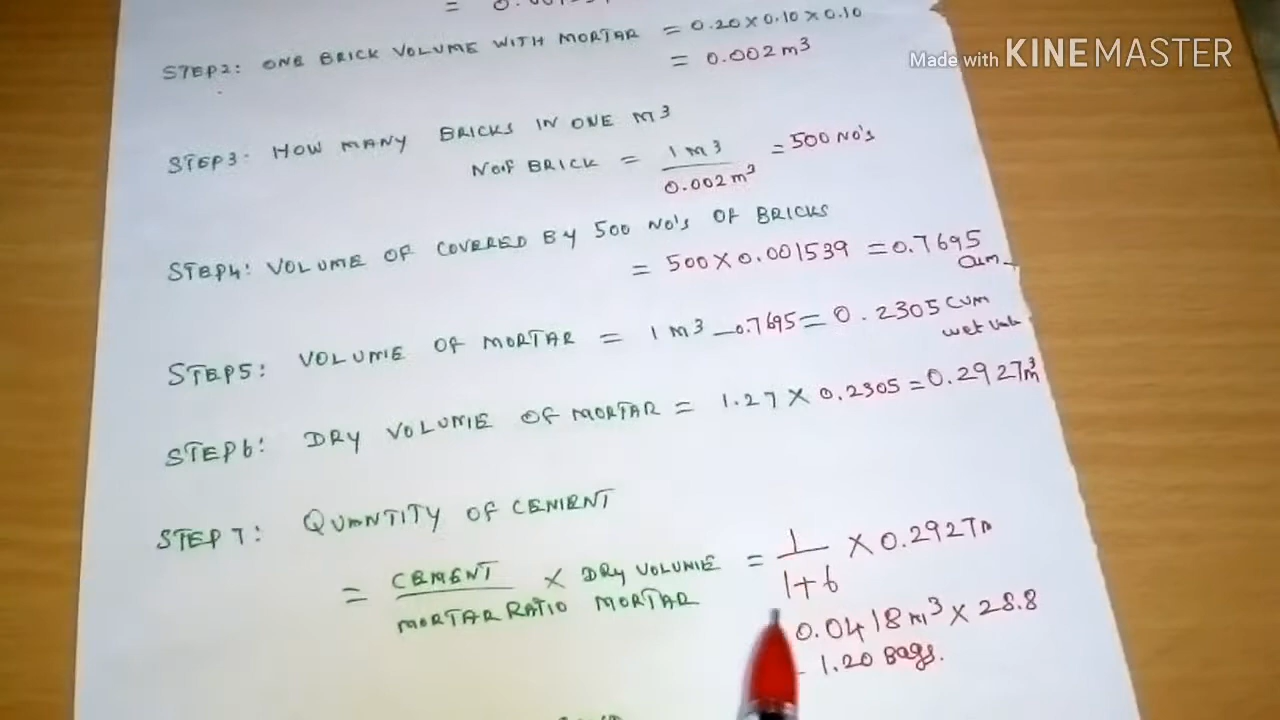 = 0.001539
Made with KINEMASTER
STEP2: ONE BRICK VOLUME WITH MORTAR = 0.20 X 0.10 X 0.10
= 0.002 m³
STEP3: HOW MANY BRICKS IN ONE M³
NO.OF BRICK = 1 M³ / 0.002 m³ = 500 NO'S
STEP4: VOLUME OF COVERED BY 500 NO'S OF BRICKS
= 500 X 0.001539 = 0.7695
Cum
STEP5: VOLUME OF MORTAR = 1 M³ - 0.7695 = 0.2305 CUM
wet
STEP6: DRY VOLUME OF MORTAR = 1.27 X 0.2305 = 0.2927 m³
STEP7: QUANTITY OF CEMENT
= CEMENT / MORTAR RATIO X DRY VOLUME MORTAR = 1 / 1+6 X 0.2927 m
0.0418 m³ X 28.8
1.20 Bags.